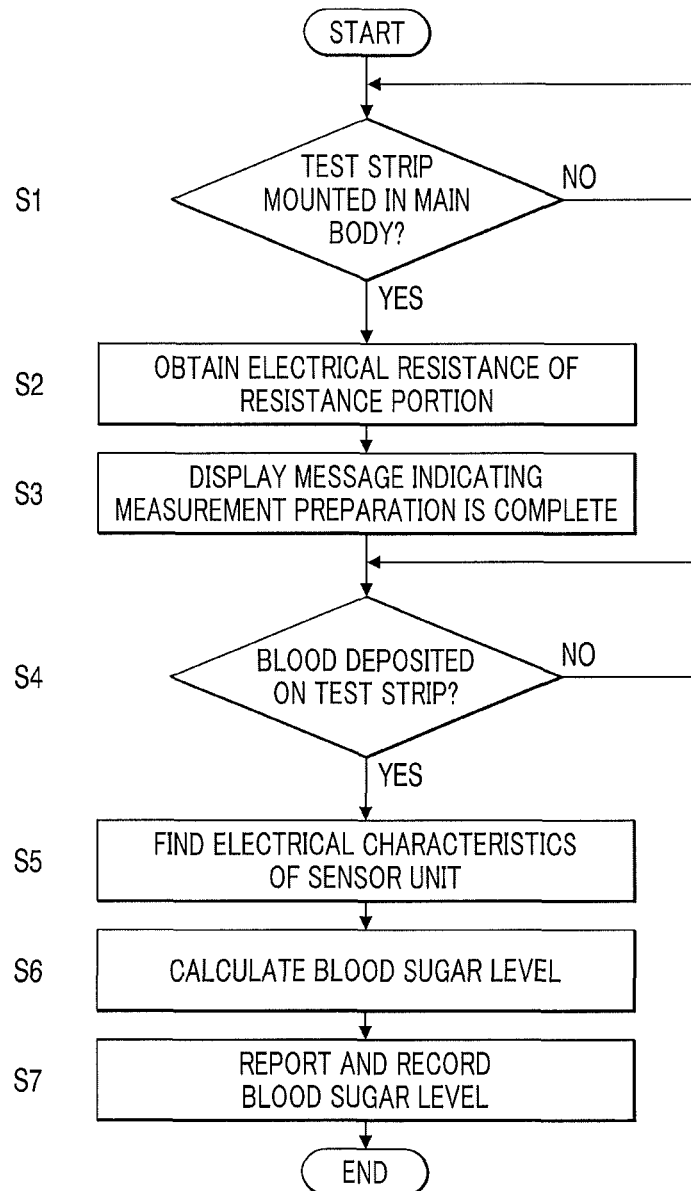 START
S1
TEST STRIP
MOUNTED IN MAIN
BODY?
NO
YES
S2
OBTAIN ELECTRICAL RESISTANCE OF
RESISTANCE PORTION
S3
DISPLAY MESSAGE INDICATING
MEASUREMENT PREPARATION IS COMPLETE
S4
BLOOD DEPOSITED
ON TEST STRIP?
NO
YES
S5
FIND ELECTRICAL CHARACTERISTICS
OF SENSOR UNIT
S6
CALCULATE BLOOD SUGAR LEVEL
S7
REPORT AND RECORD
BLOOD SUGAR LEVEL
END